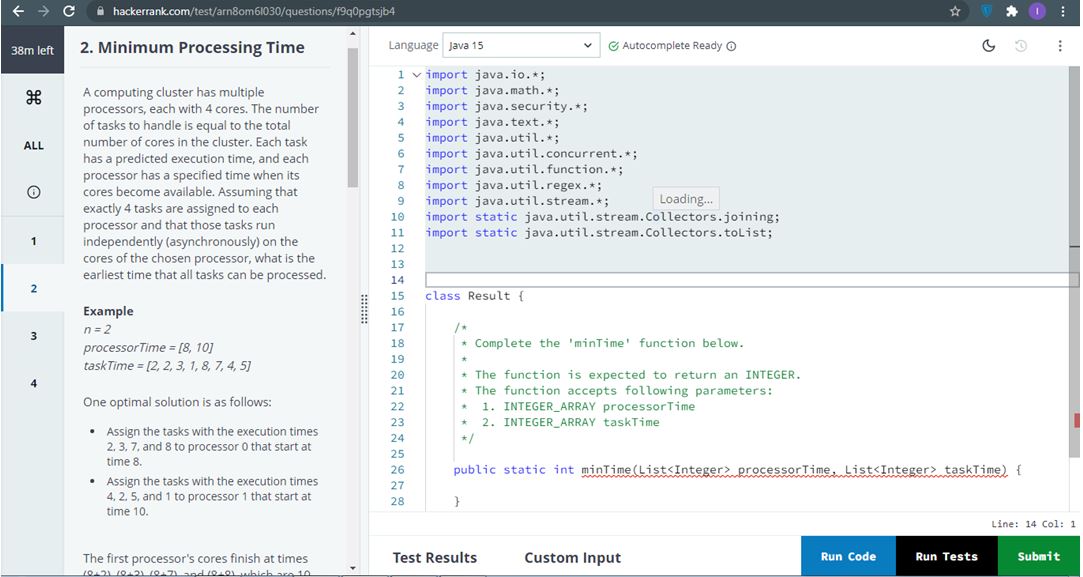 hackerrank.com/test/arn8om6l030/questions/f9q0pgtsjb4
I
38m left
ALL
1
2
3
4
2. Minimum Processing Time
A computing cluster has multiple
processors, each with 4 cores. The number
of tasks to handle is equal to the total
number of cores in the cluster. Each task
has a predicted execution time, and each
processor has a specified time when its
cores become available. Assuming that
exactly 4 tasks are assigned to each
processor and that those tasks run
independently (asynchronously) on the
cores of the chosen processor, what is the
earliest time that all tasks can be processed.
Example
n = 2
processorTime = [8, 10]
taskTime = [2, 2, 3, 1, 8, 7, 4, 5]
One optimal solution is as follows:
• Assign the tasks with the execution times
2, 3, 7, and 8 to processor 0 that start at
time 8.
• Assign the tasks with the execution times
4, 2, 5, and 1 to processor 1 that start at
time 10.
The first processor's cores finish at times
(8+2), (8+3), (8+7), and (8+8), which are 10,
Language Java 15 Autocomplete Ready
1 import java.io.*;
2 import java.math.*;
3 import java.security.*;
4 import java.text.*;
5 import java.util.*;
6 import java.util.concurrent.*;
7 import java.util.function.*;
8 import java.util.regex.*;
9 import java.util.stream.*;
Loading...
10 import static java.util.stream.Collectors.joining;
11 import static java.util.stream.Collectors.toList;
12
13
14
15 class Result {
16
17 /*
18 * Complete the 'minTime' function below.
19 *
20 * The function is expected to return an INTEGER.
21 * The function accepts following parameters:
22 * 1. INTEGER_ARRAY processorTime
23 * 2. INTEGER_ARRAY taskTime
24 */
25
26 public static int minTime(List<Integer> processorTime, List<Integer> taskTime) {
27
28 }
Line: 14 Col: 1
Test Results Custom Input Run Code Run Tests Submit